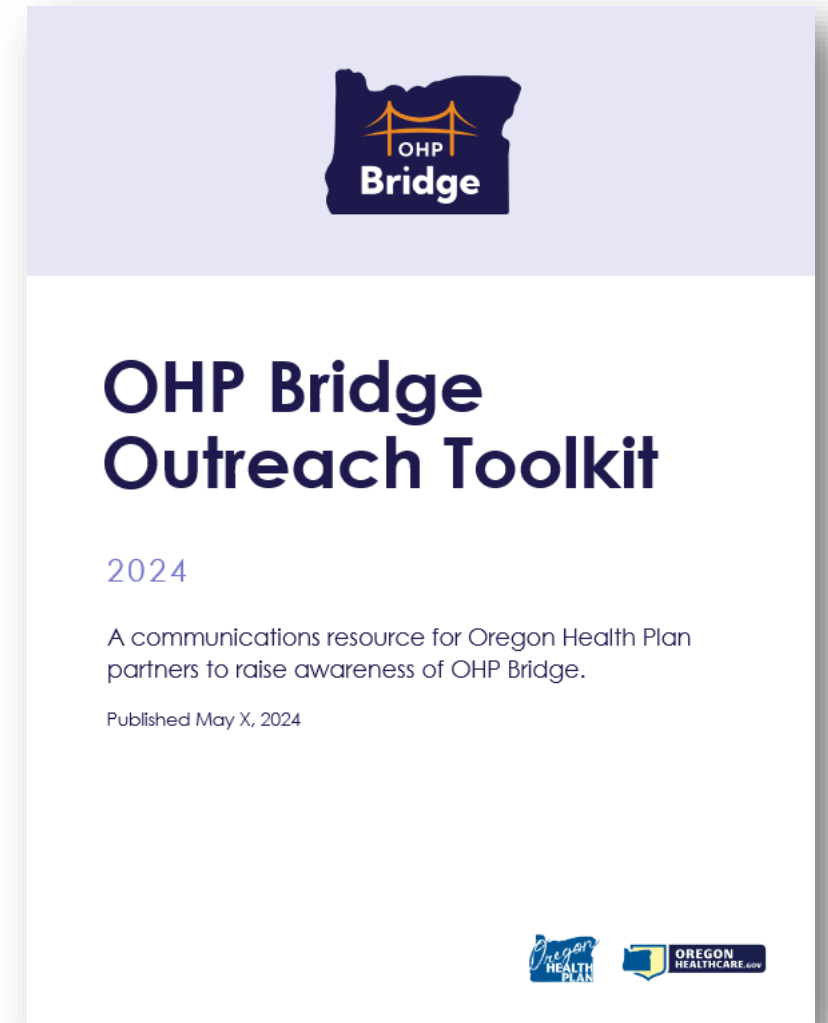 OHP
Bridge
OHP Bridge
Outreach Toolkit
2024
A communications resource for Oregon Health Plan
partners to raise awareness of OHP Bridge.
Published May X, 2024
Oregon
HEALTH
PLAN
OREGON
HEALTHCARE.GOV